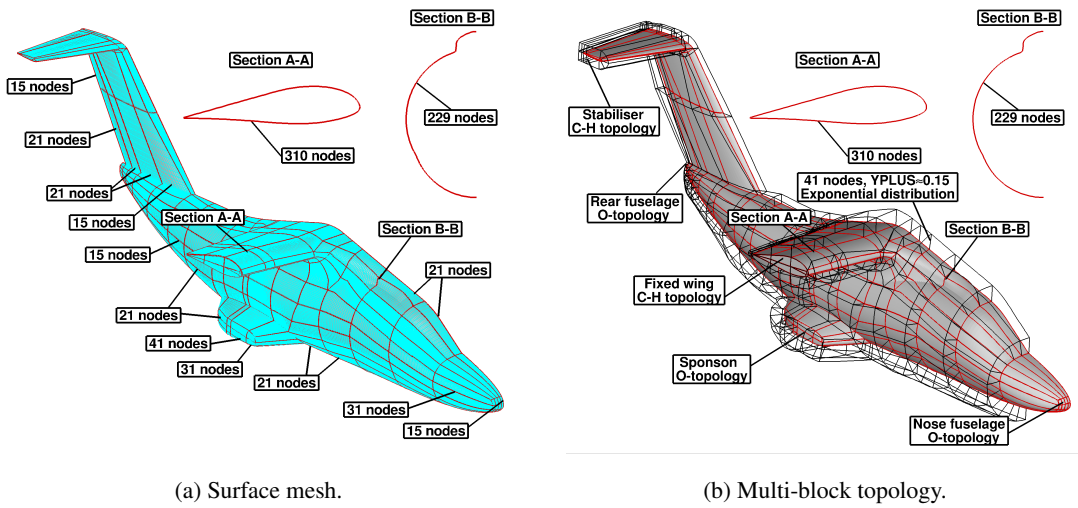 Section B-B
Section A-A
15 nodes
229 nodes
21 nodes
310 nodes
21 nodes
15 nodes
Section A-A
Section B-B
15 nodes
21 nodes
21 nodes
41 nodes
31 nodes
21 nodes
31 nodes
15 nodes
(a) Surface mesh.
Section B-B
Section A-A
Stabiliser
C-H topology
229 nodes
310 nodes
41 nodes, YPLUS≈0.15
Exponential distribution
Rear fuselage
O-topology
Section A-A
Section B-B
Fixed wing
C-H topology
Sponson
O-topology
Nose fuselage
O-topology
(b) Multi-block topology.